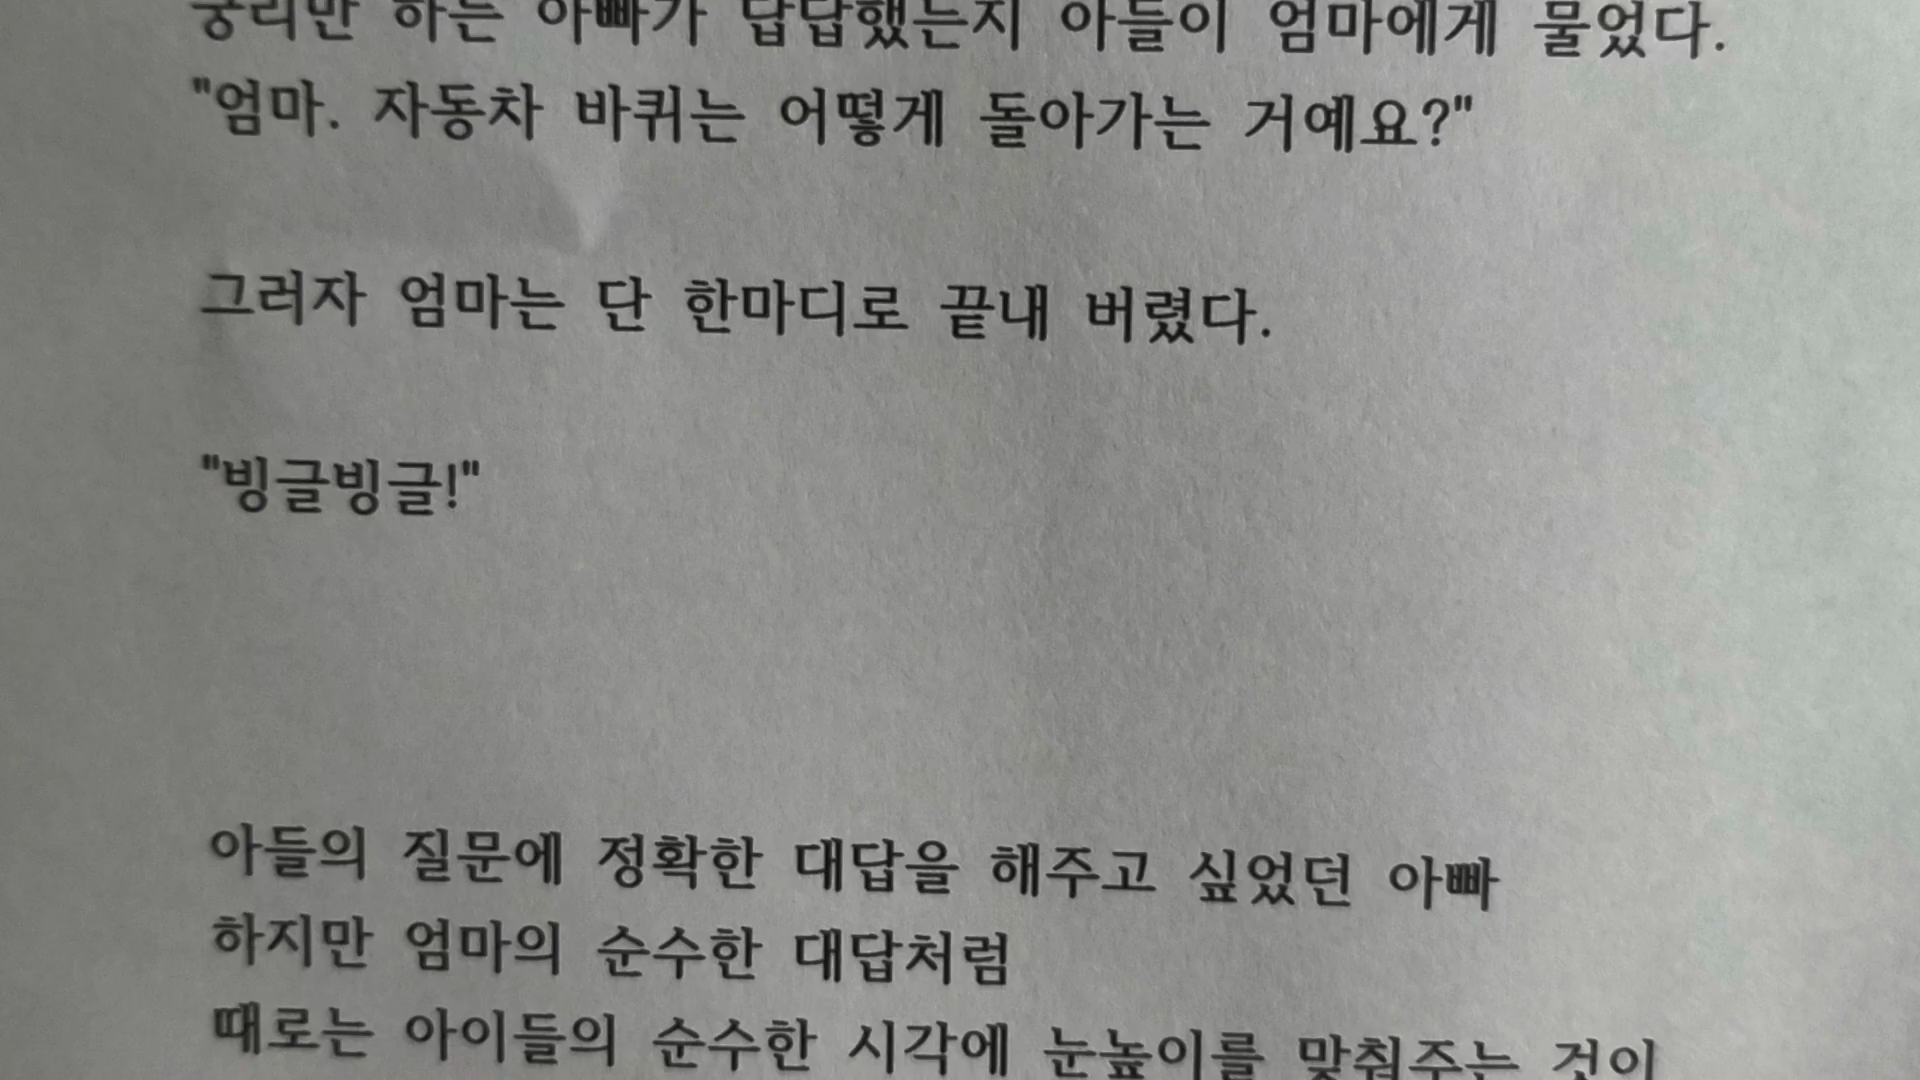 궁리만 하는 아빠가 답답했는지 아들이 엄마에게 물었다.
"엄마. 자동차 바퀴는 어떻게 돌아가는 거예요?"
그러자 엄마는 단 한마디로 끝내 버렸다.
"빙글빙글!"
아들의 질문에 정확한 대답을 해주고 싶었던 아빠
하지만 엄마의 순수한 대답처럼
때로는 아이들의 순수한 시각에 눈높이를 맞춰주는 것이